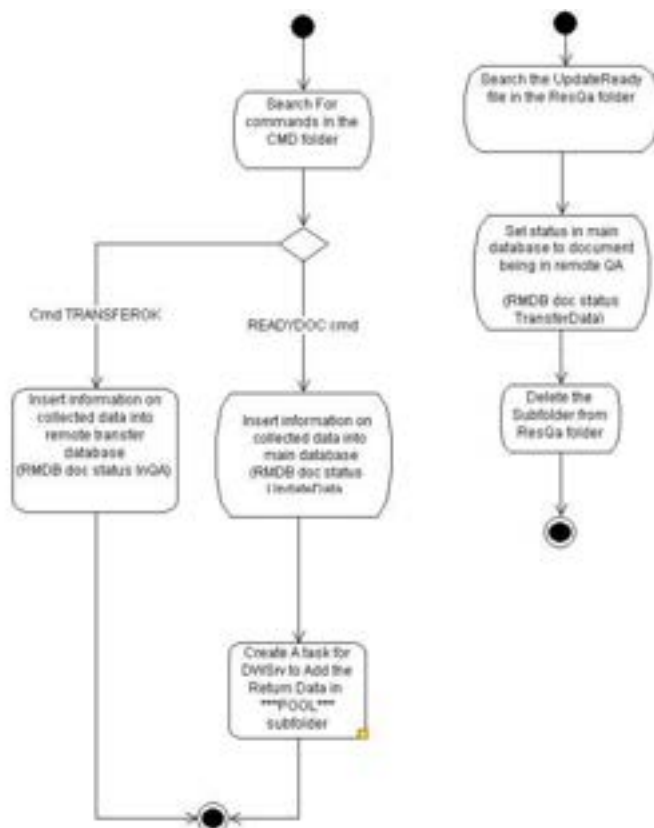 Search For
commands in the
CMD folder
Cmd TRANSFEROK
READYDOC cmd
Insert information on
collected data into
remote transfer
database
(RMDB doc status InQA)
Insert information on
collected data into
main database
(RMDB doc status
Create A task for
DWSrv to Add the
Return Data in
***POOL***
subfolder
Search the UpdateReady
file in the ResQa folder
Set status in main
database to document
being in remote QA
(RMDB doc status
TransferData)
Delete the
Subfolder from
ResQa folder